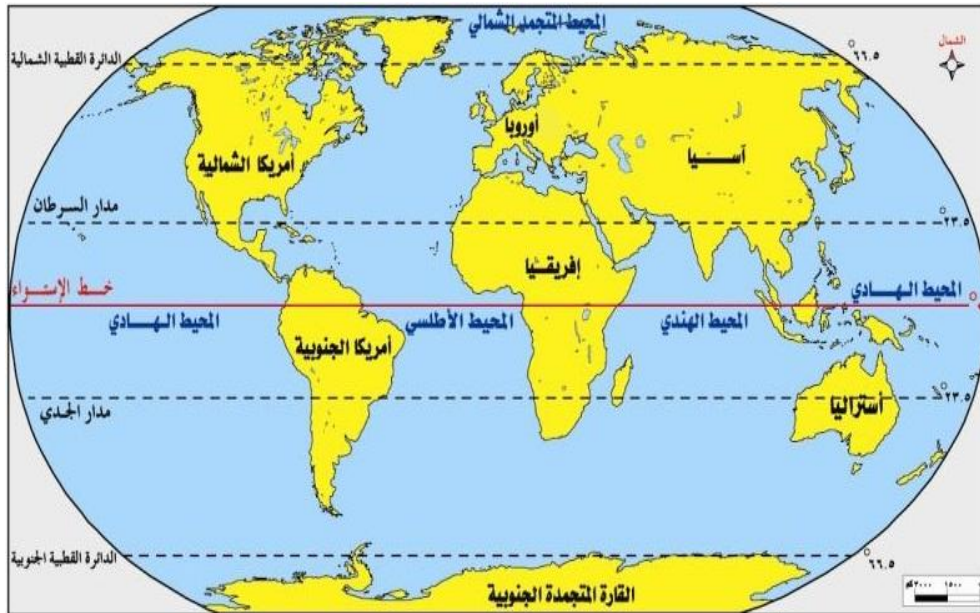 المحيط المتجمد الشمالي
الشمال
الدائرة القطبية الشمالية
٦٦.٥°
أوروبا
آسيا
أمريكا الشمالية
مدار السرطان
٢٣.٥°
إفريقيا
خط الإستواء
المحيط الهادي
°
المحيط الهادي
المحيط الأطلسي
المحيط الهندي
أمريكا الجنوبية
مدار الجدي
٢٣.٥°
أستراليا
الدائرة القطبية الجنوبية
٦٦.٥°
القارة المتجمدة الجنوبية
١٥٠٠ ٣٠٠٠كم